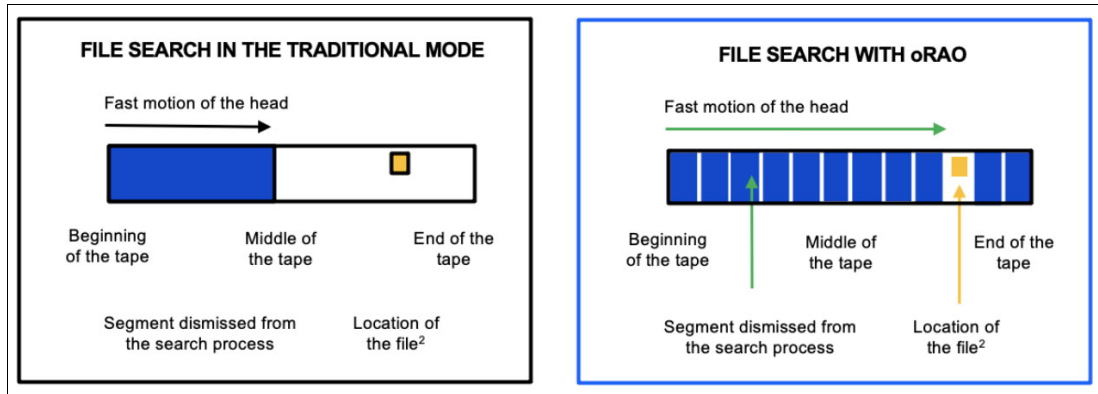 FILE SEARCH IN THE TRADITIONAL MODE
Fast motion of the head
Beginning
of the tape
Middle of
the tape
End of the
tape
Segment dismissed from
the search process
Location of
the file²
FILE SEARCH WITH oRAO
Fast motion of the head
Beginning
of the tape
Middle of
the tape
End of the
tape
Segment dismissed from
the search process
Location of
the file²